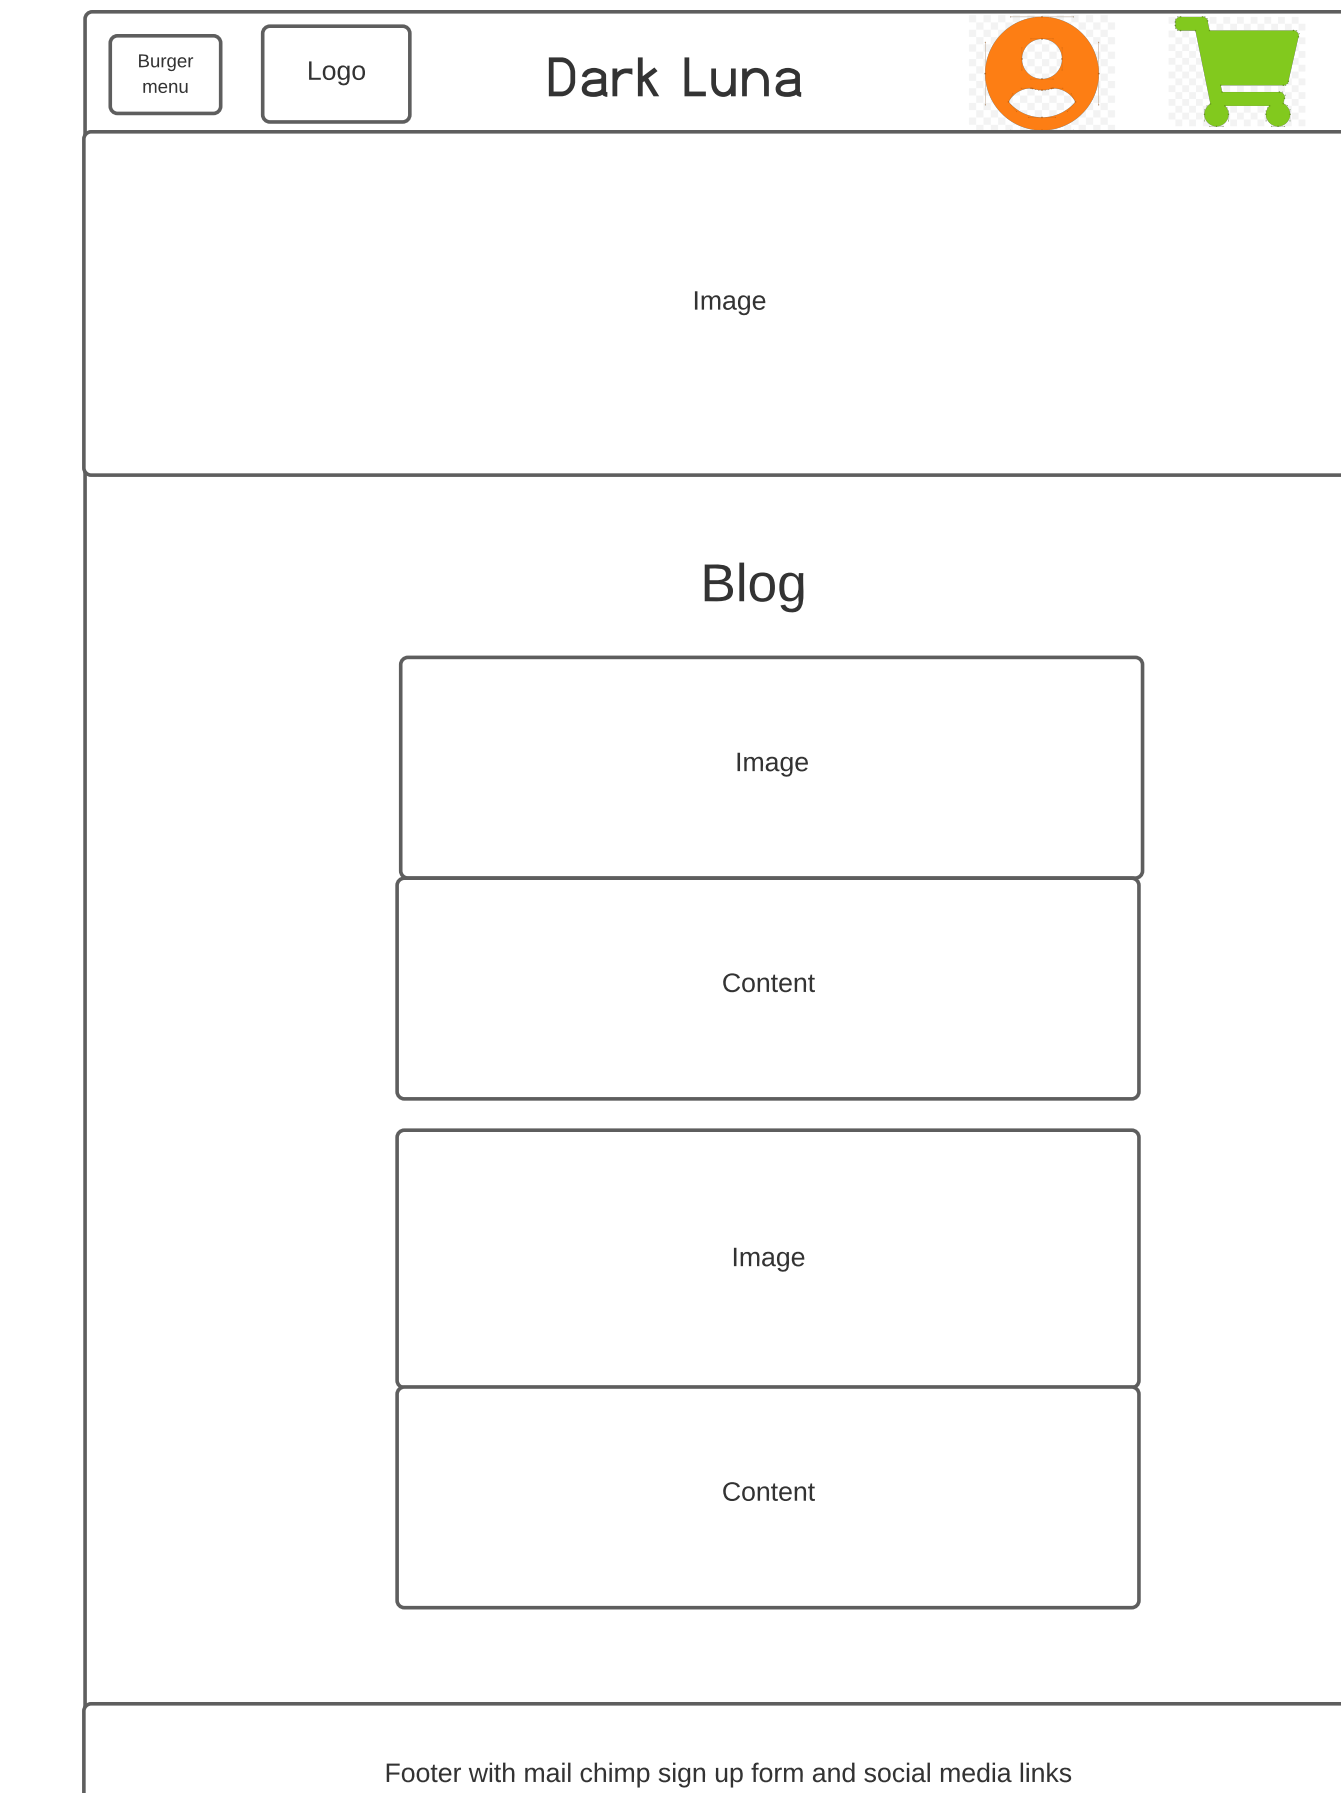 Burger
menu
Logo
Dark Luna
Image
Blog
Image
Content
Image
Content
Footer with mail chimp sign up form and social media links